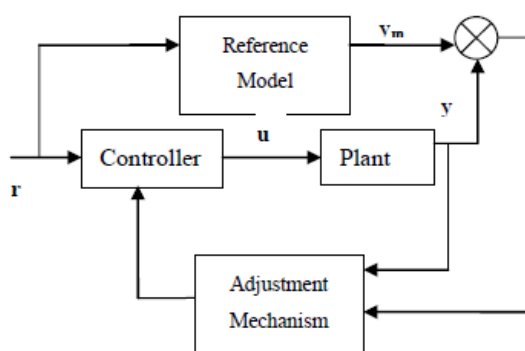 Reference
Model
vm
y
u
Controller
Plant
r
Adjustment
Mechanism